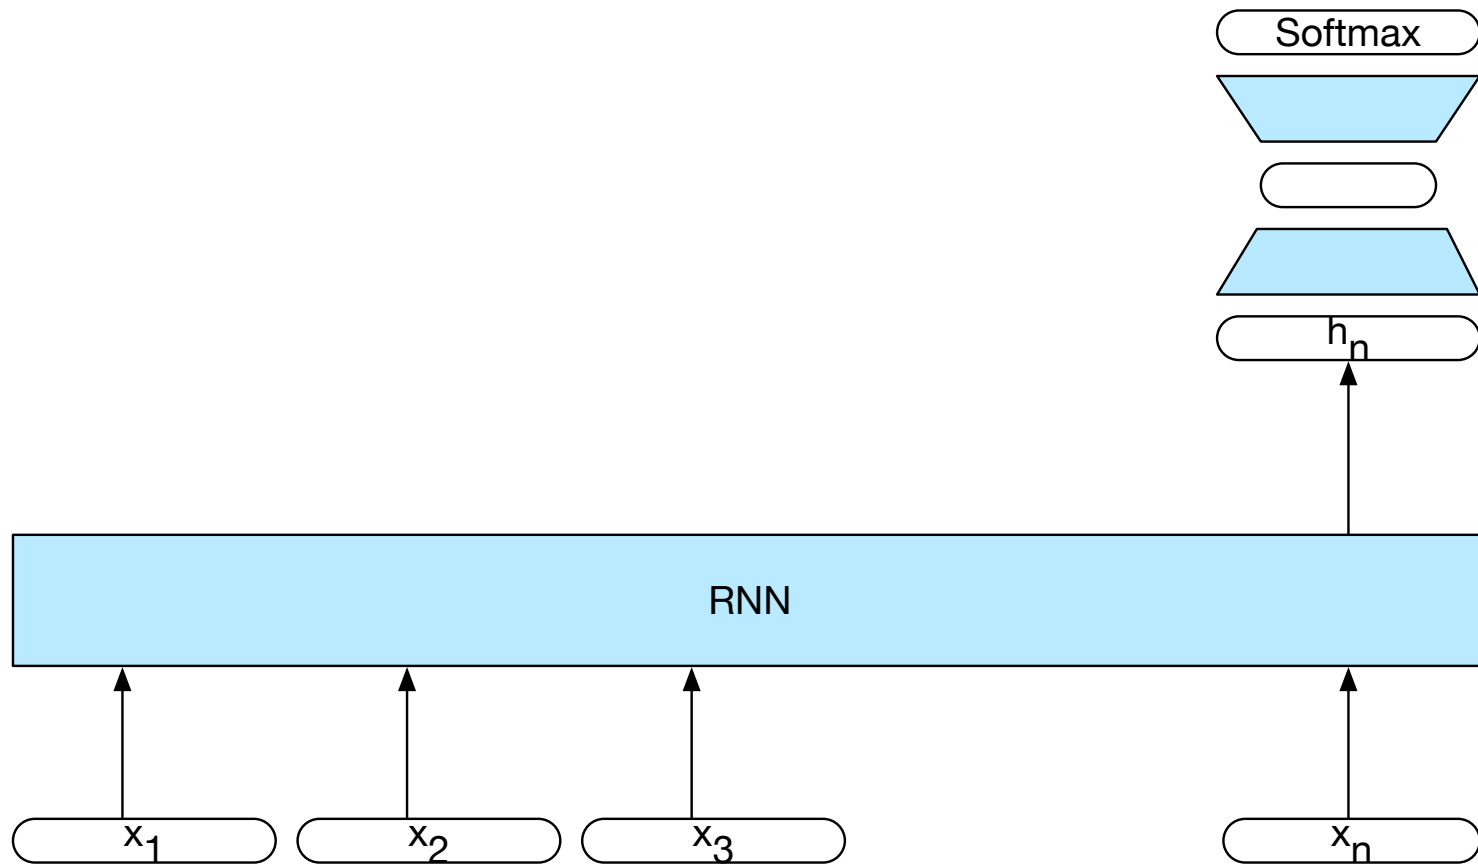 Softmax
hₙ
RNN
x₁ x₂ x₃ xₙ